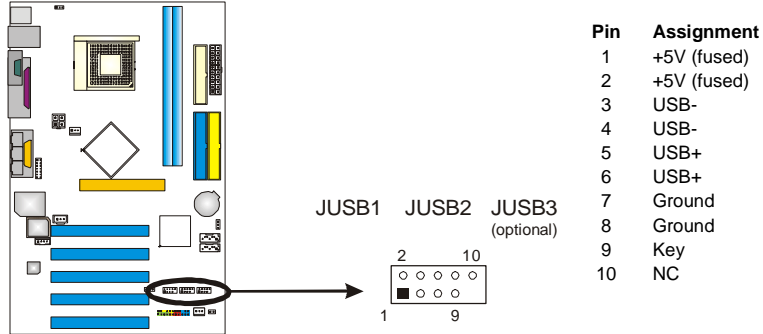 Pin Assignment
1 +5V (fused)
2 +5V (fused)
3 USB-
4 USB-
5 USB+
6 USB+
7 Ground
8 Ground
9 Key
10 NC
JUSB1 JUSB2 JUSB3
(optional)
2 10
1 9